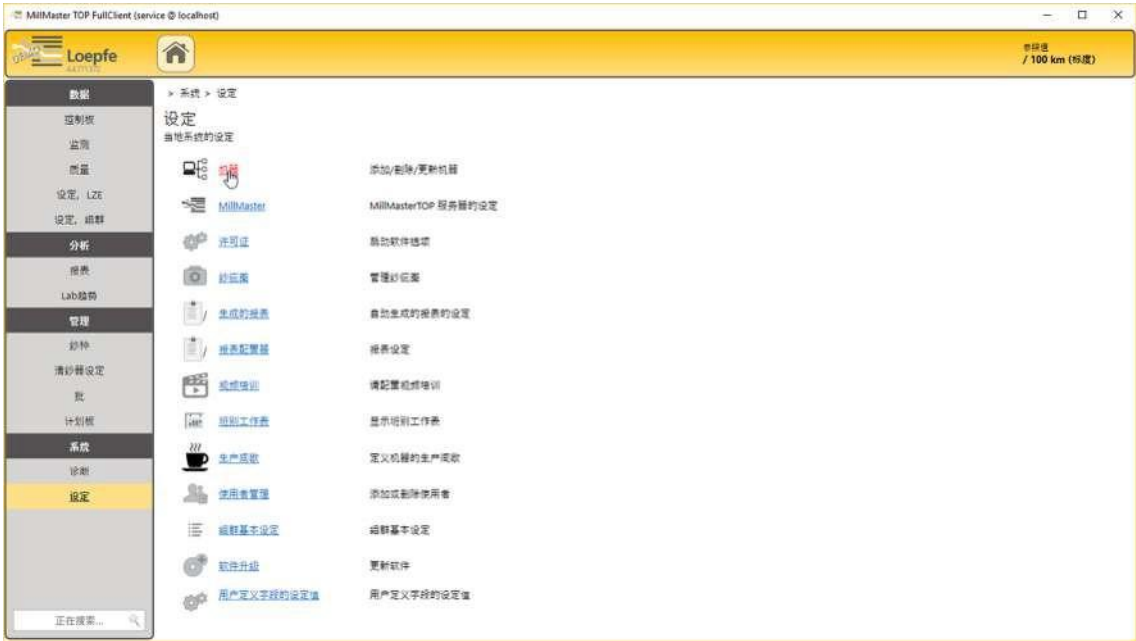 MillMaster TOP FullClient (service @ localhost)
Loepfe
参段值
/ 100 km (标度)
数据
控制板
监测
质量
设定, LZE
设定, 组群
分析
报表
Lab趋势
管理
纱种
清纱器设定
批
计划板
系统
诊断
设定
正在搜索...
> 系统 > 设定
设定
当地系统的设定
机器 添加/删除/更新机器
MillMaster MillMasterTOP 服务器的设定
许可证 启动软件选项
纱疵案 管理纱疵案
生成的报表 自动生成的报表的设定
报表配置器 报表设定
视频培训 请配置视频培训
班别工作表 显示班别工作表
生产间歇 定义机器的生产间歇
使用者管理 添加或删除使用者
组群基本设定 组群基本设定
软件升级 更新软件
用户定义字段的设定值 用户定义字段的设定值